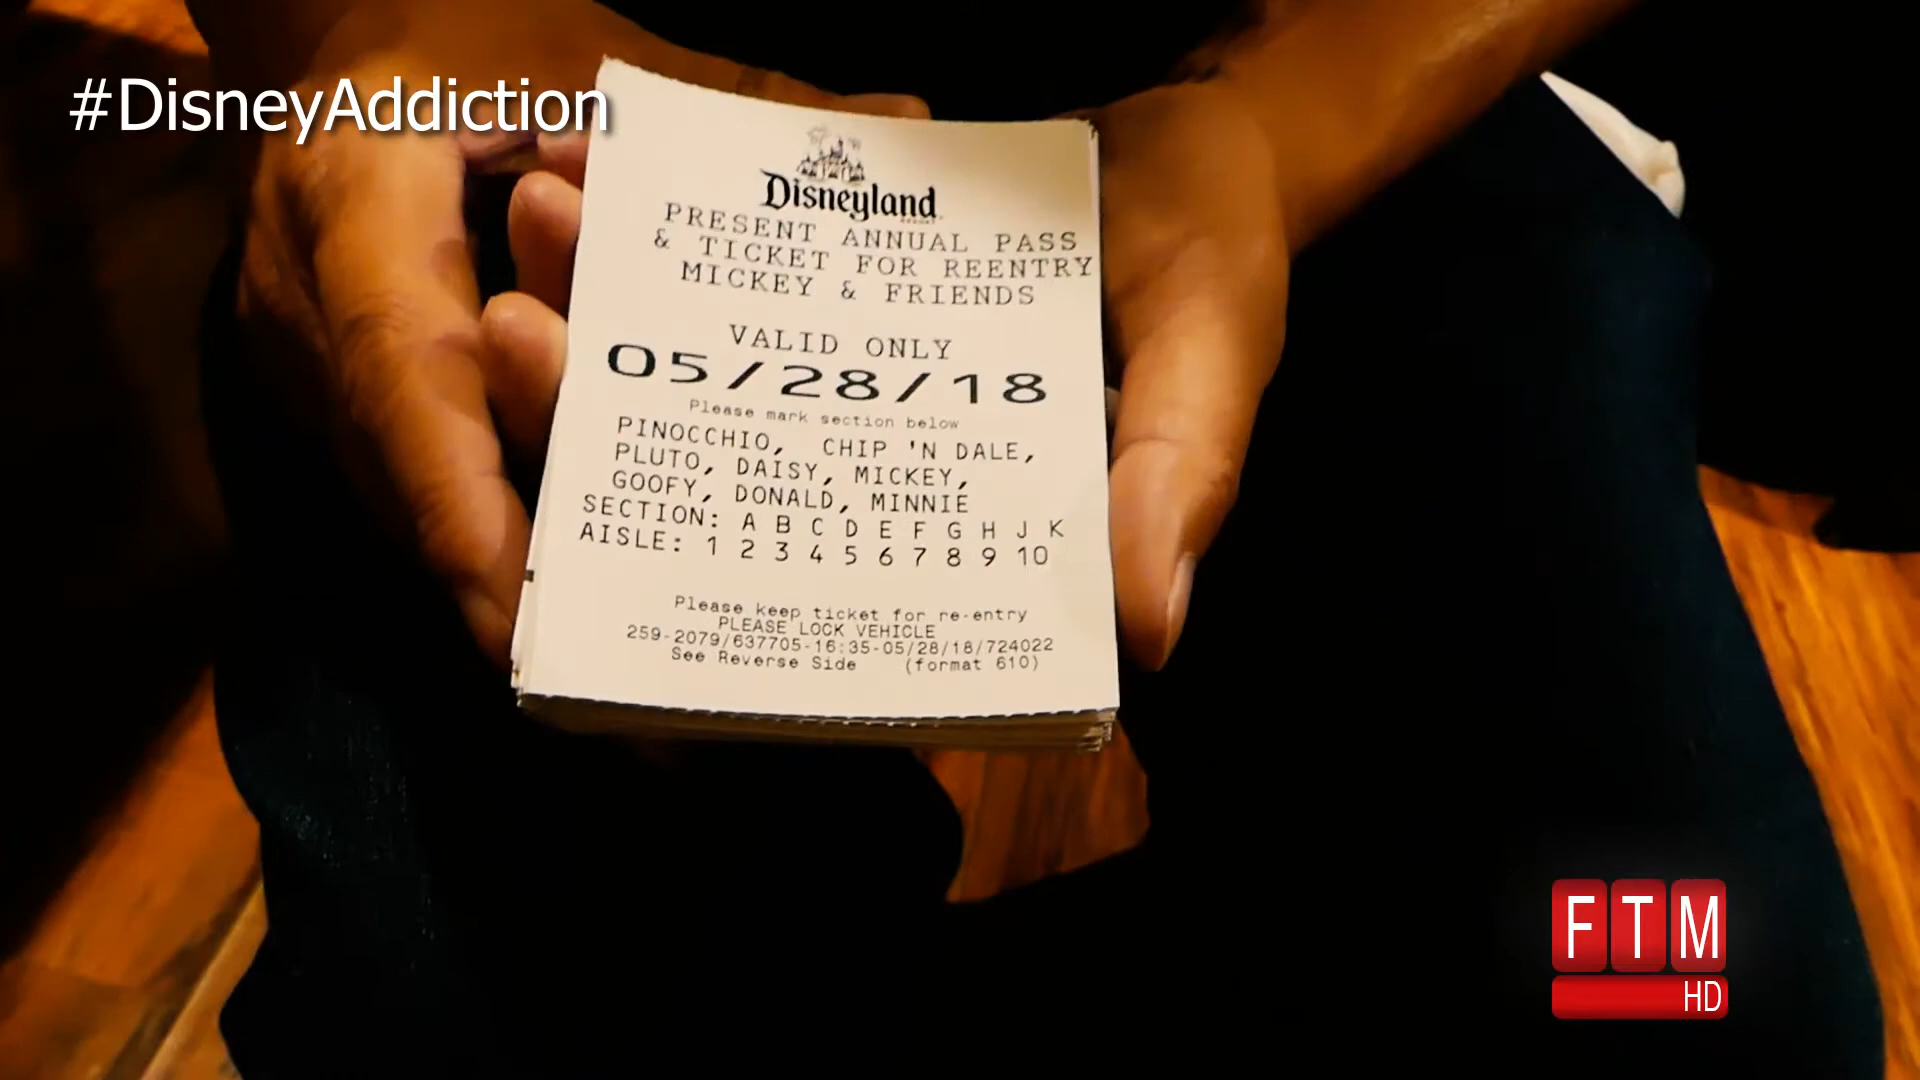 #DisneyAddiction
Disneyland
RESORT
PRESENT ANNUAL PASS
& TICKET FOR REENTRY
MICKEY & FRIENDS
VALID ONLY
05/28/18
Please mark section below
PINOCCHIO, CHIP 'N DALE,
PLUTO, DAISY, MICKEY,
GOOFY, DONALD, MINNIE
SECTION: A B C D E F G H J K
AISLE: 1 2 3 4 5 6 7 8 9 10
Please keep ticket for re-entry
PLEASE LOCK VEHICLE
259-2079/637705-16:35-05/28/18/724022
See Reverse Side (format 610)
FTM
HD